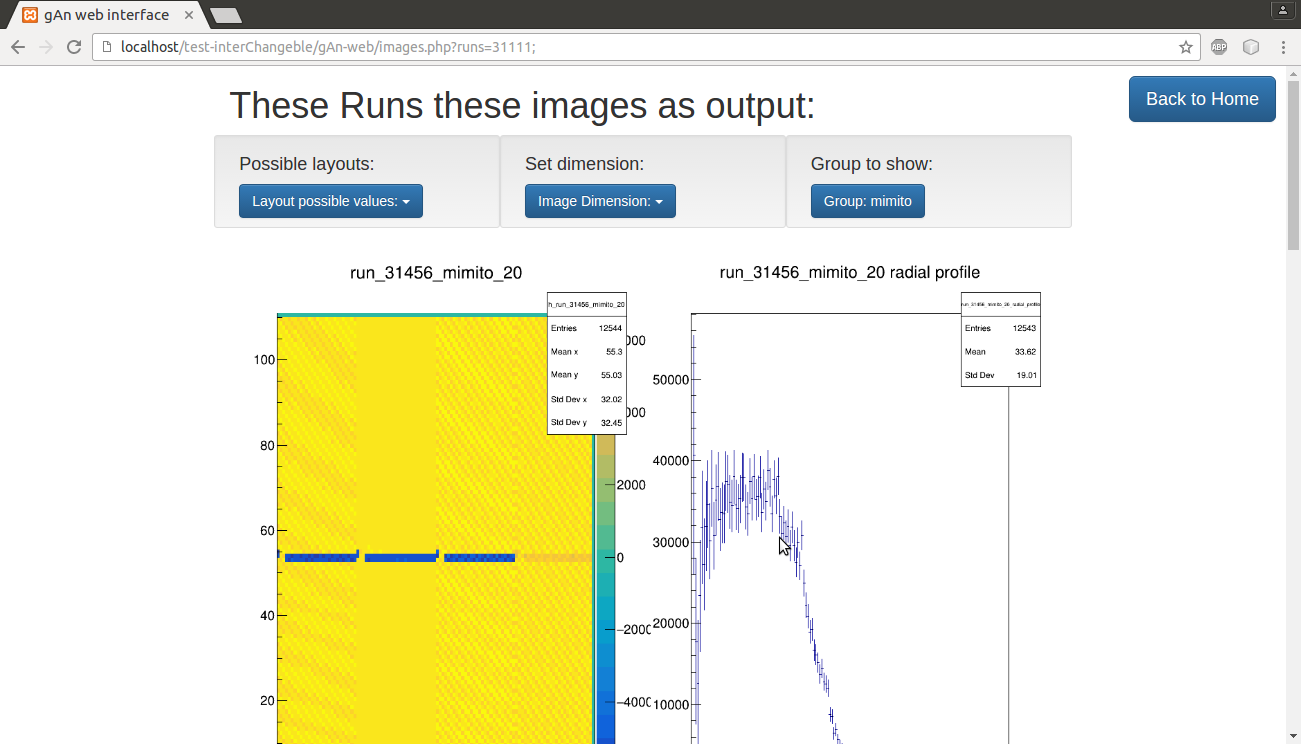 gAn web interface
localhost/test-interChangeble/gAn-web/images.php?runs=31111;
ABP
These Runs these images as output:
Back to Home
Possible layouts:
Set dimension:
Group to show:
Layout possible values:
Image Dimension:
Group: mimito
run_31456_mimito_20
h_run_31456_mimito_20
Entries 12544
Mean x 55.3
Mean y 55.03
Std Dev x 32.02
Std Dev y 32.45
100
80
60
40
20
000
000
2000
0
-2000
-4000
run_31456_mimito_20 radial profile
run_31456_mimito_20_radial_profile
Entries 12543
Mean 33.62
Std Dev 19.01
50000
40000
30000
20000
10000